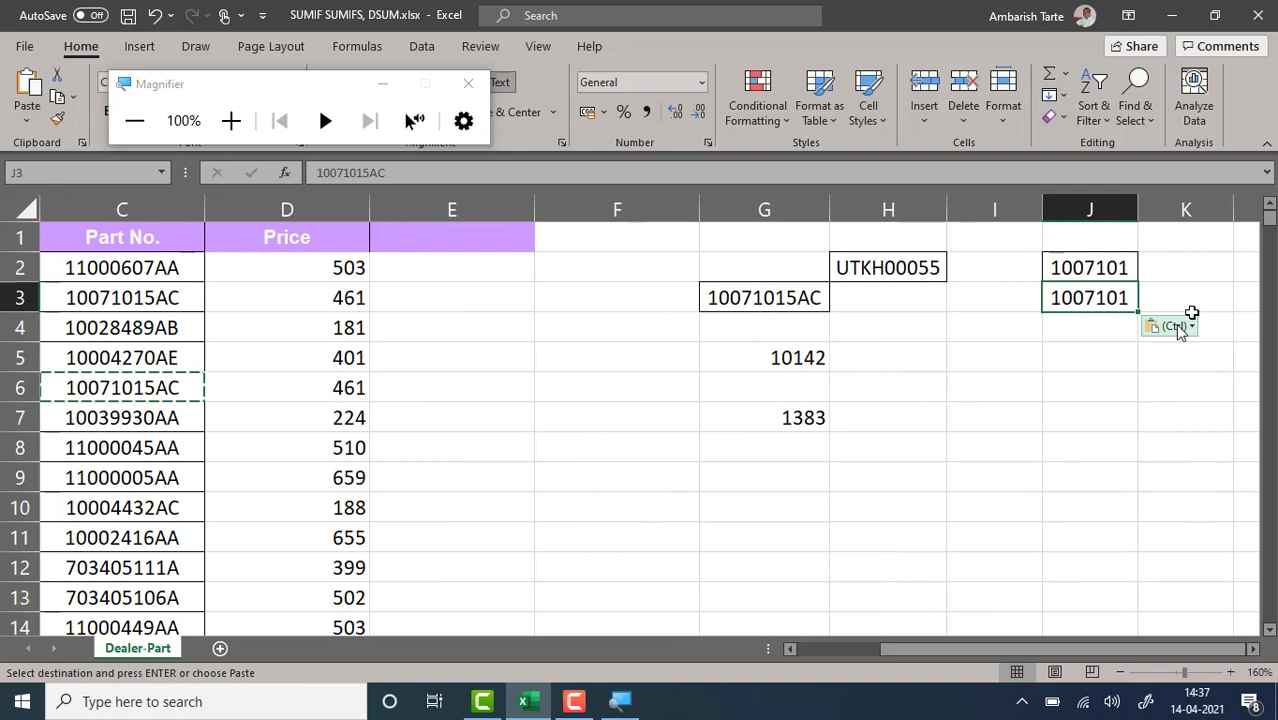 AutoSave Off SUMIF SUMIFS, DSUM.xlsx - Excel Search Ambarish Tarte
File Home Insert Draw Page Layout Formulas Data Review View Help Share Comments
Magnifier
Paste Text General Conditional Formatting Format as Table Cell Styles Insert Delete Format Sort & Filter Find & Select Analyze Data
100%
Clipboard Number Styles Cells Editing Analysis
J3 fx 10071015AC
C D E F G H I J K
1 Part No. Price
2 11000607AA 503 UTKH00055 1007101
3 10071015AC 461 10071015AC 1007101
4 10028489AB 181 (Ctrl)
5 10004270AE 401 10142
6 10071015AC 461
7 10039930AA 224 1383
8 11000045AA 510
9 11000005AA 659
10 10004432AC 188
11 10002416AA 655
12 703405111A 399
13 703405106A 502
14 11000449AA 503
Dealer-Part
Select destination and press ENTER or choose Paste 160%
Type here to search 14:37
14-04-2021 8